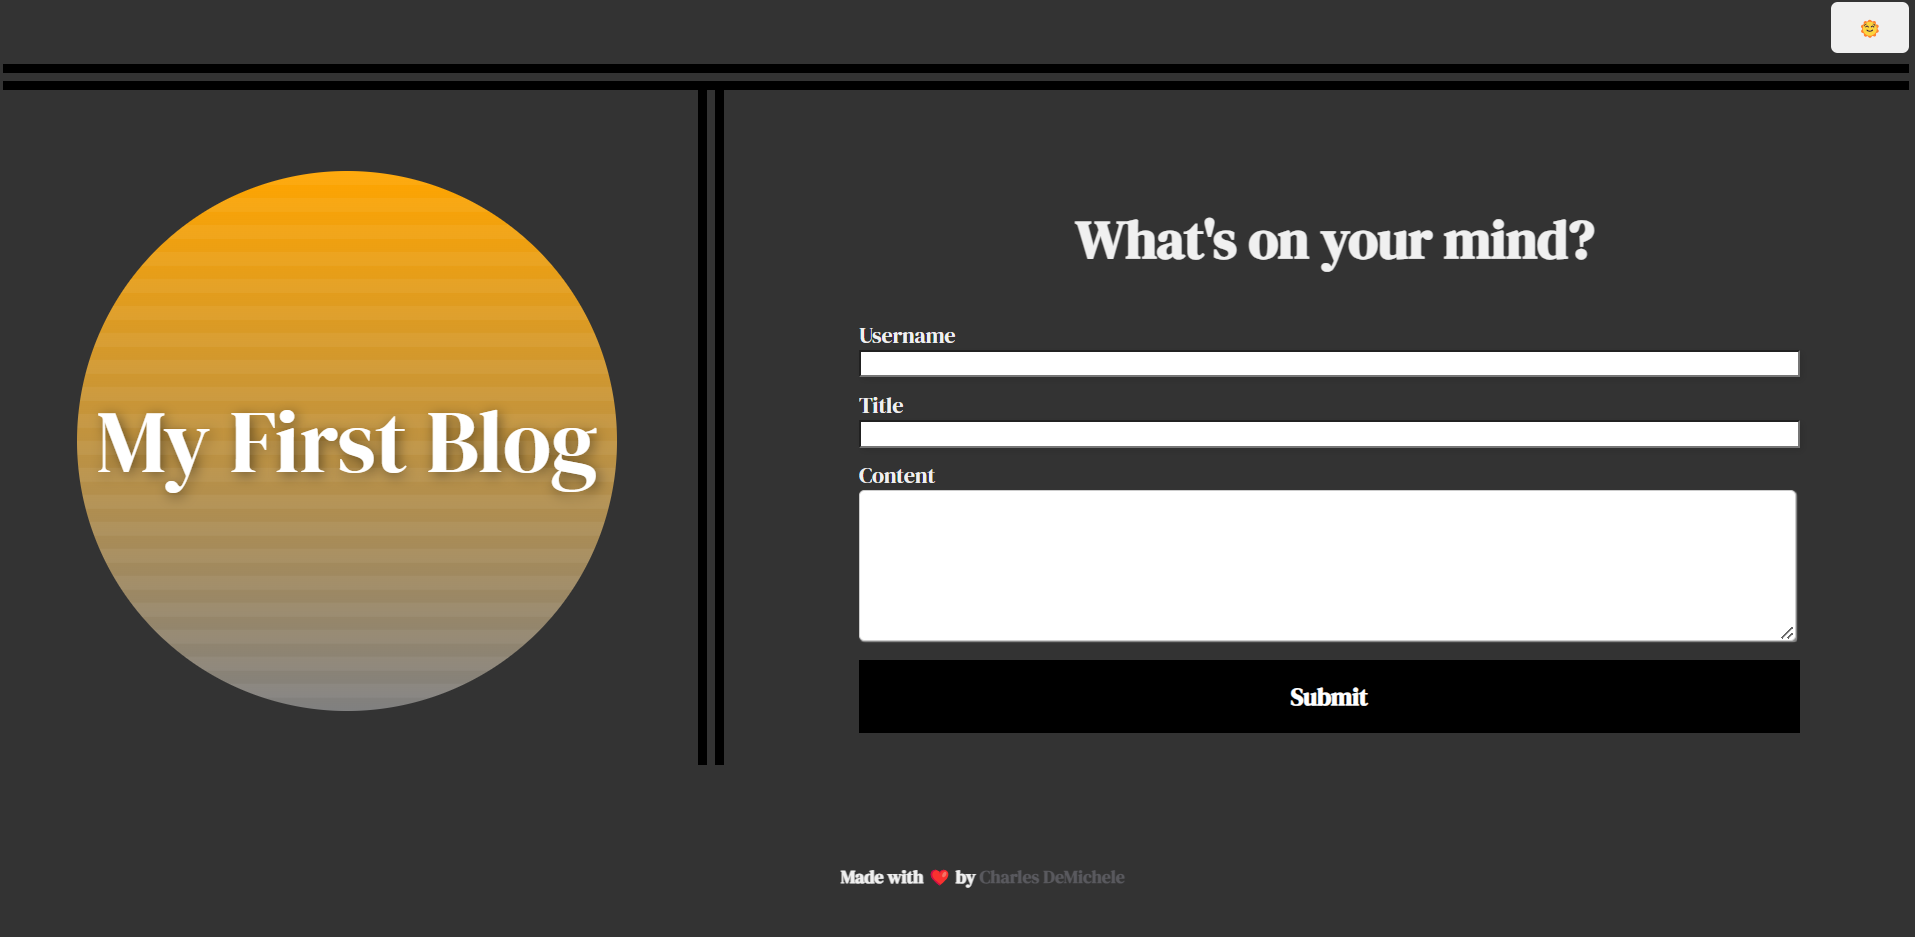 My First Blog
What's on your mind?
Username
Title
Content
Submit
Made with ❤️ by Charles DeMichele